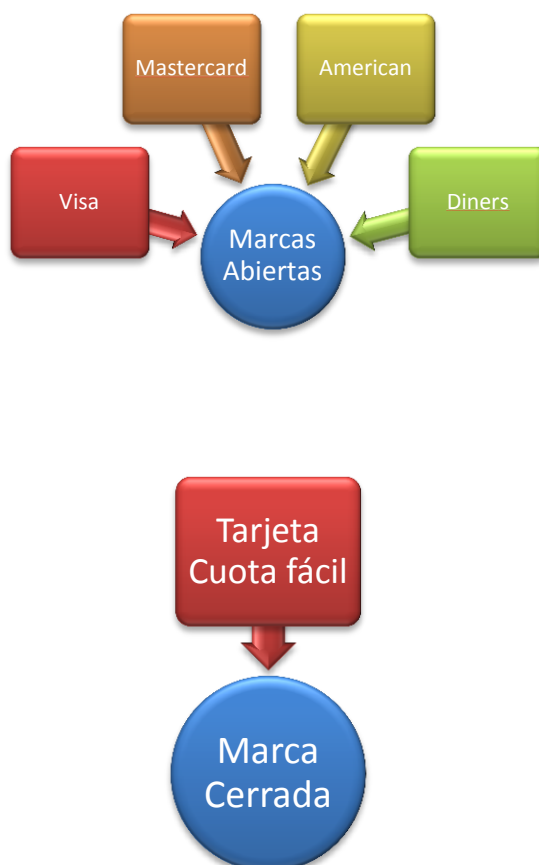 Mastercard
American
Visa
Diners
Marcas
Abiertas
Tarjeta
Cuota fácil
Marca
Cerrada